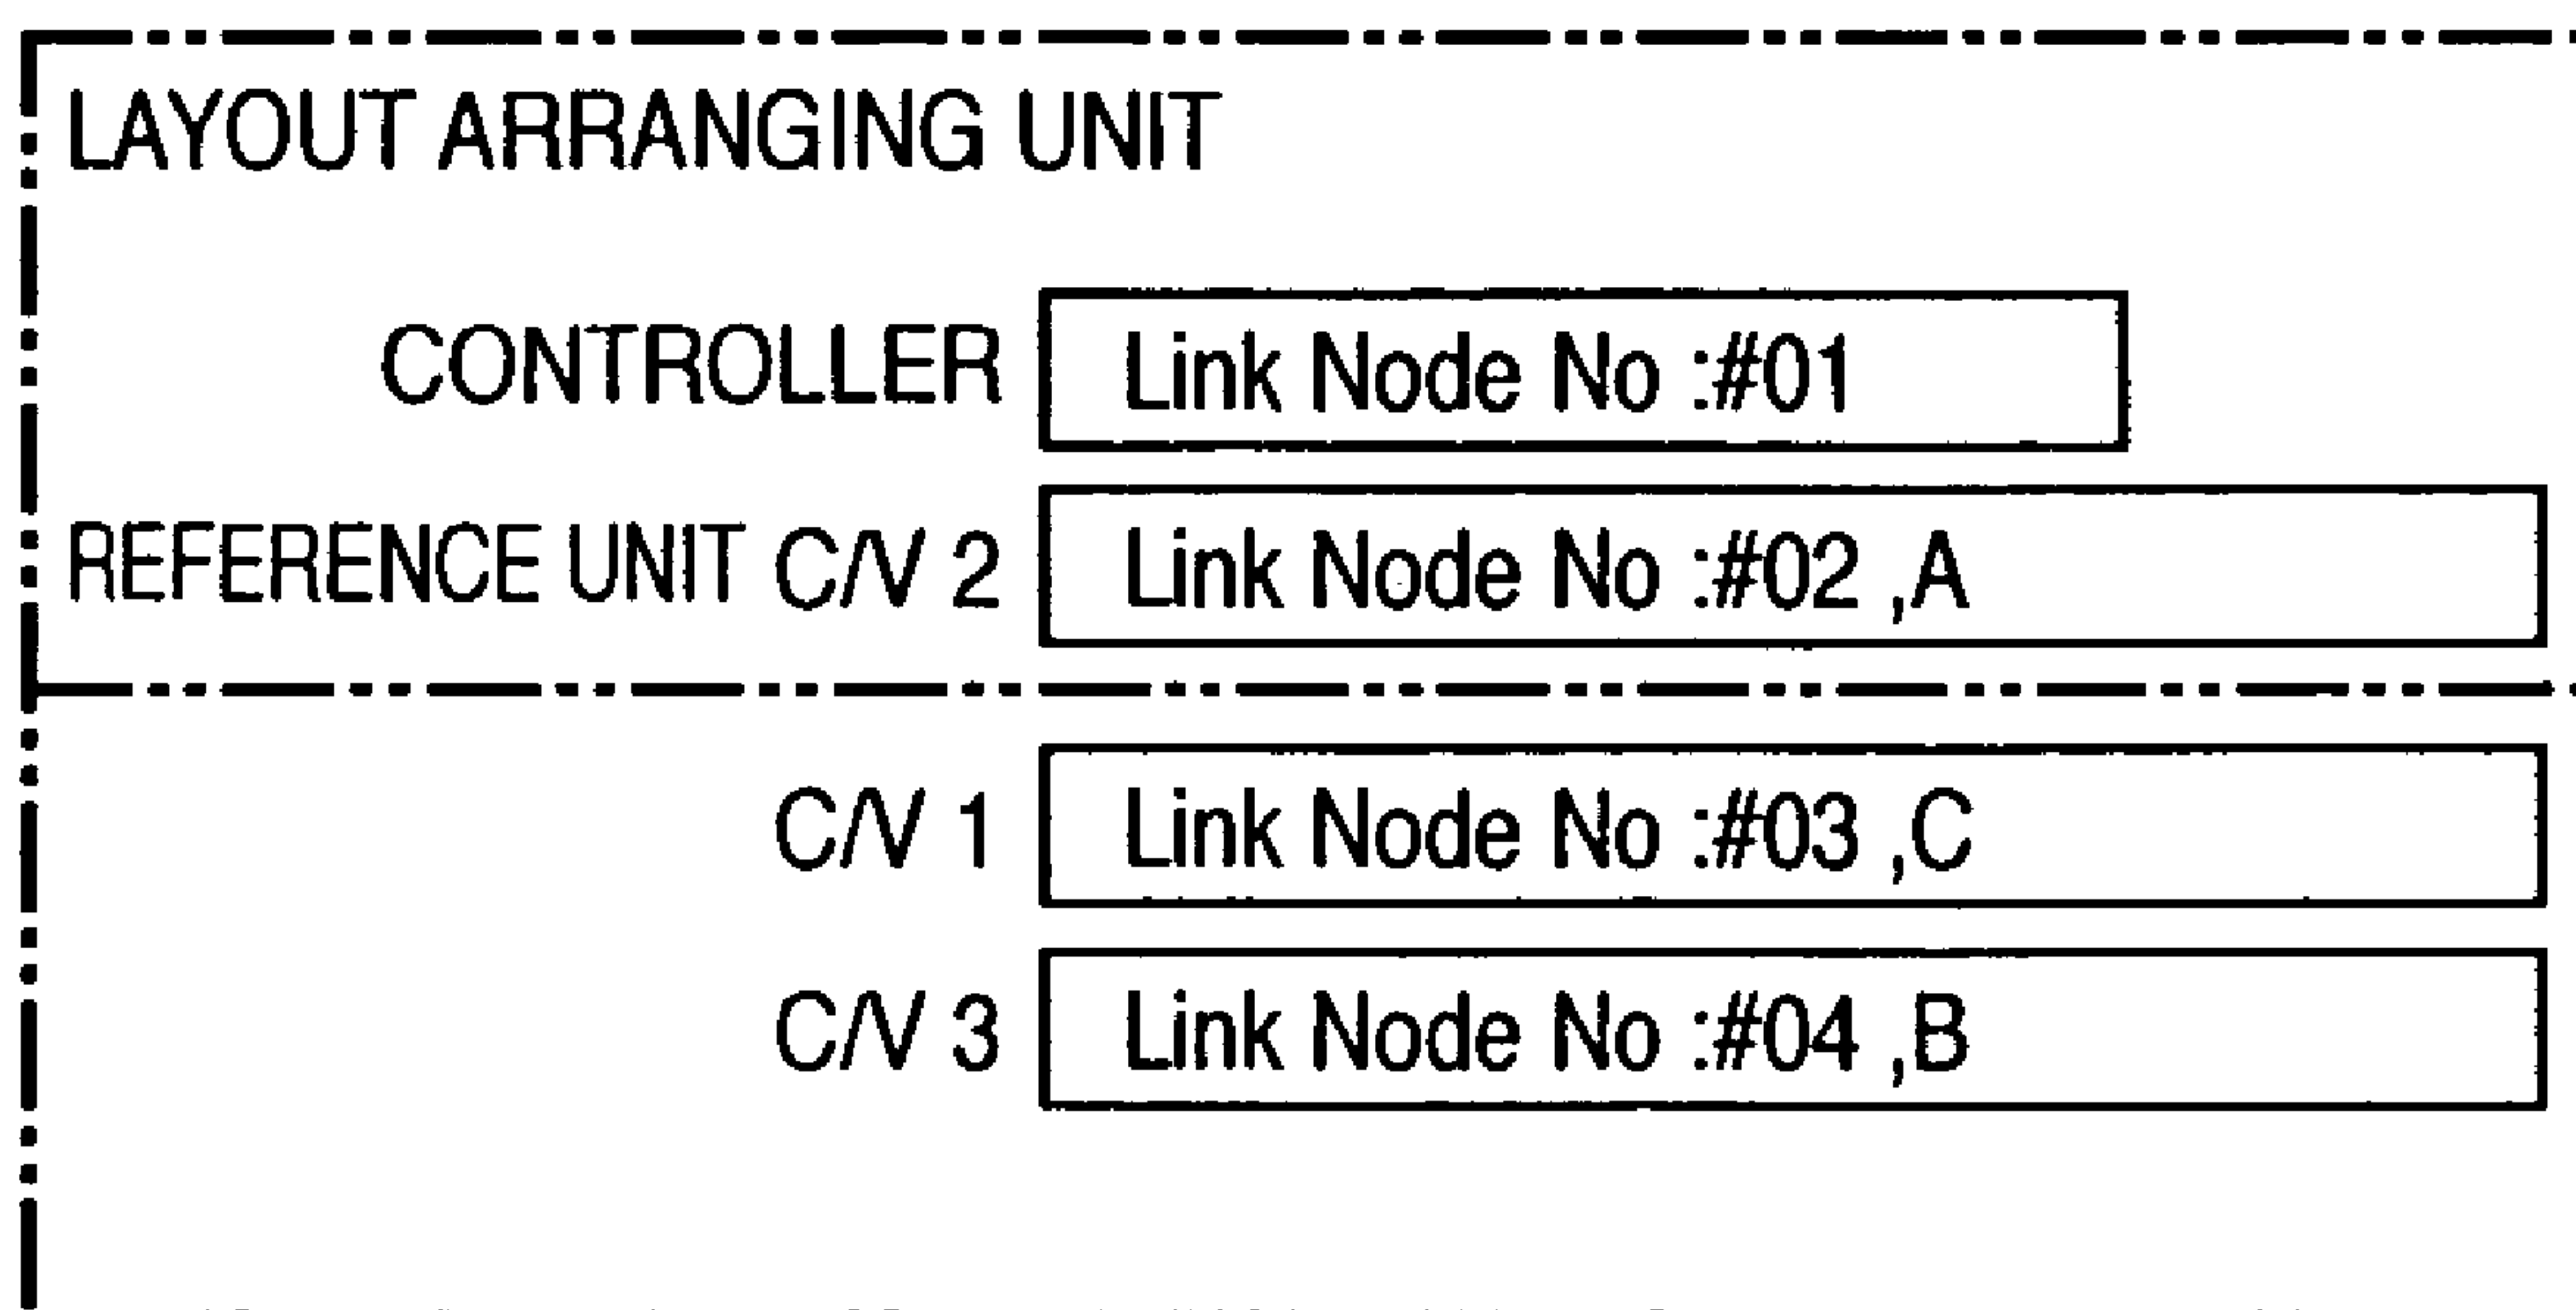 LAYOUT ARRANGING UNIT
CONTROLLER Link Node No :#01
REFERENCE UNIT C/V 2 Link Node No :#02 ,A
C/V 1 Link Node No :#03 ,C
C/V 3 Link Node No :#04 ,B